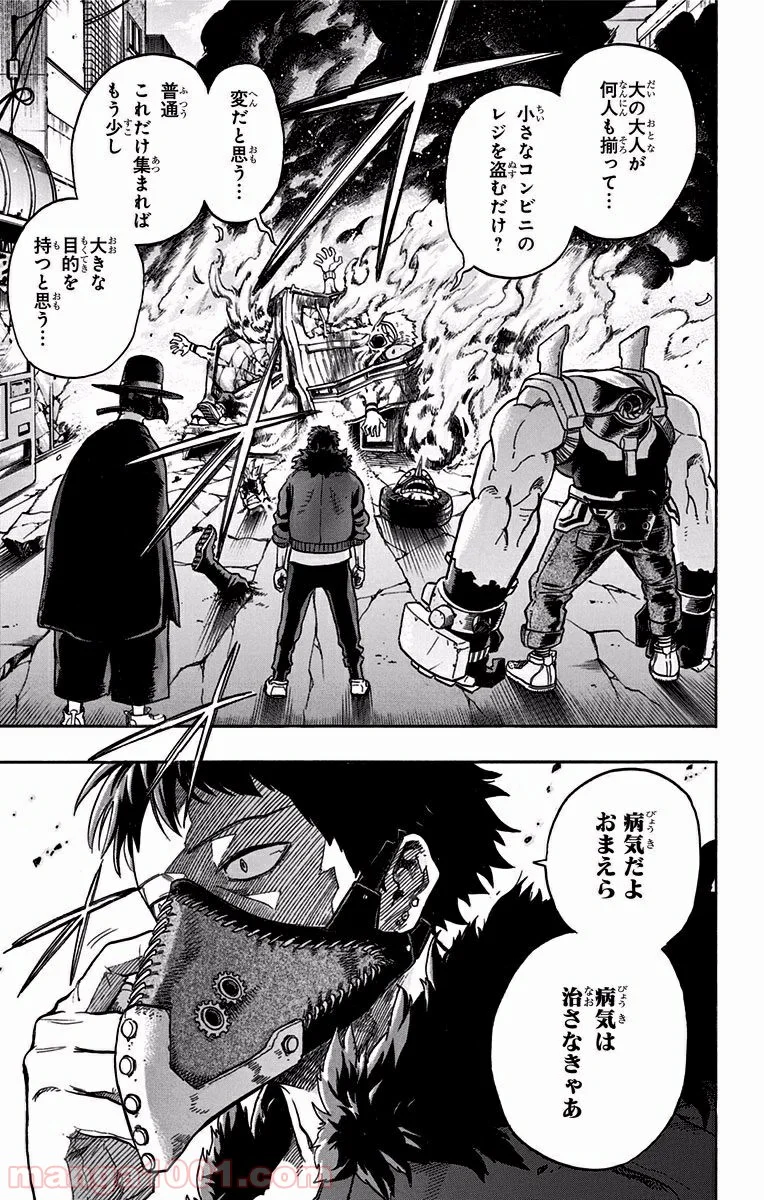 大の大人が
何人も揃って…
小さなコンビニの
レジを盗むだけ?
変だと思う…
普通
これだけ集まれば
もう少し
大きな
目的を
持つと思う…
病気だよ
おまえら
病気は
治さなきゃあ
manga1001.com